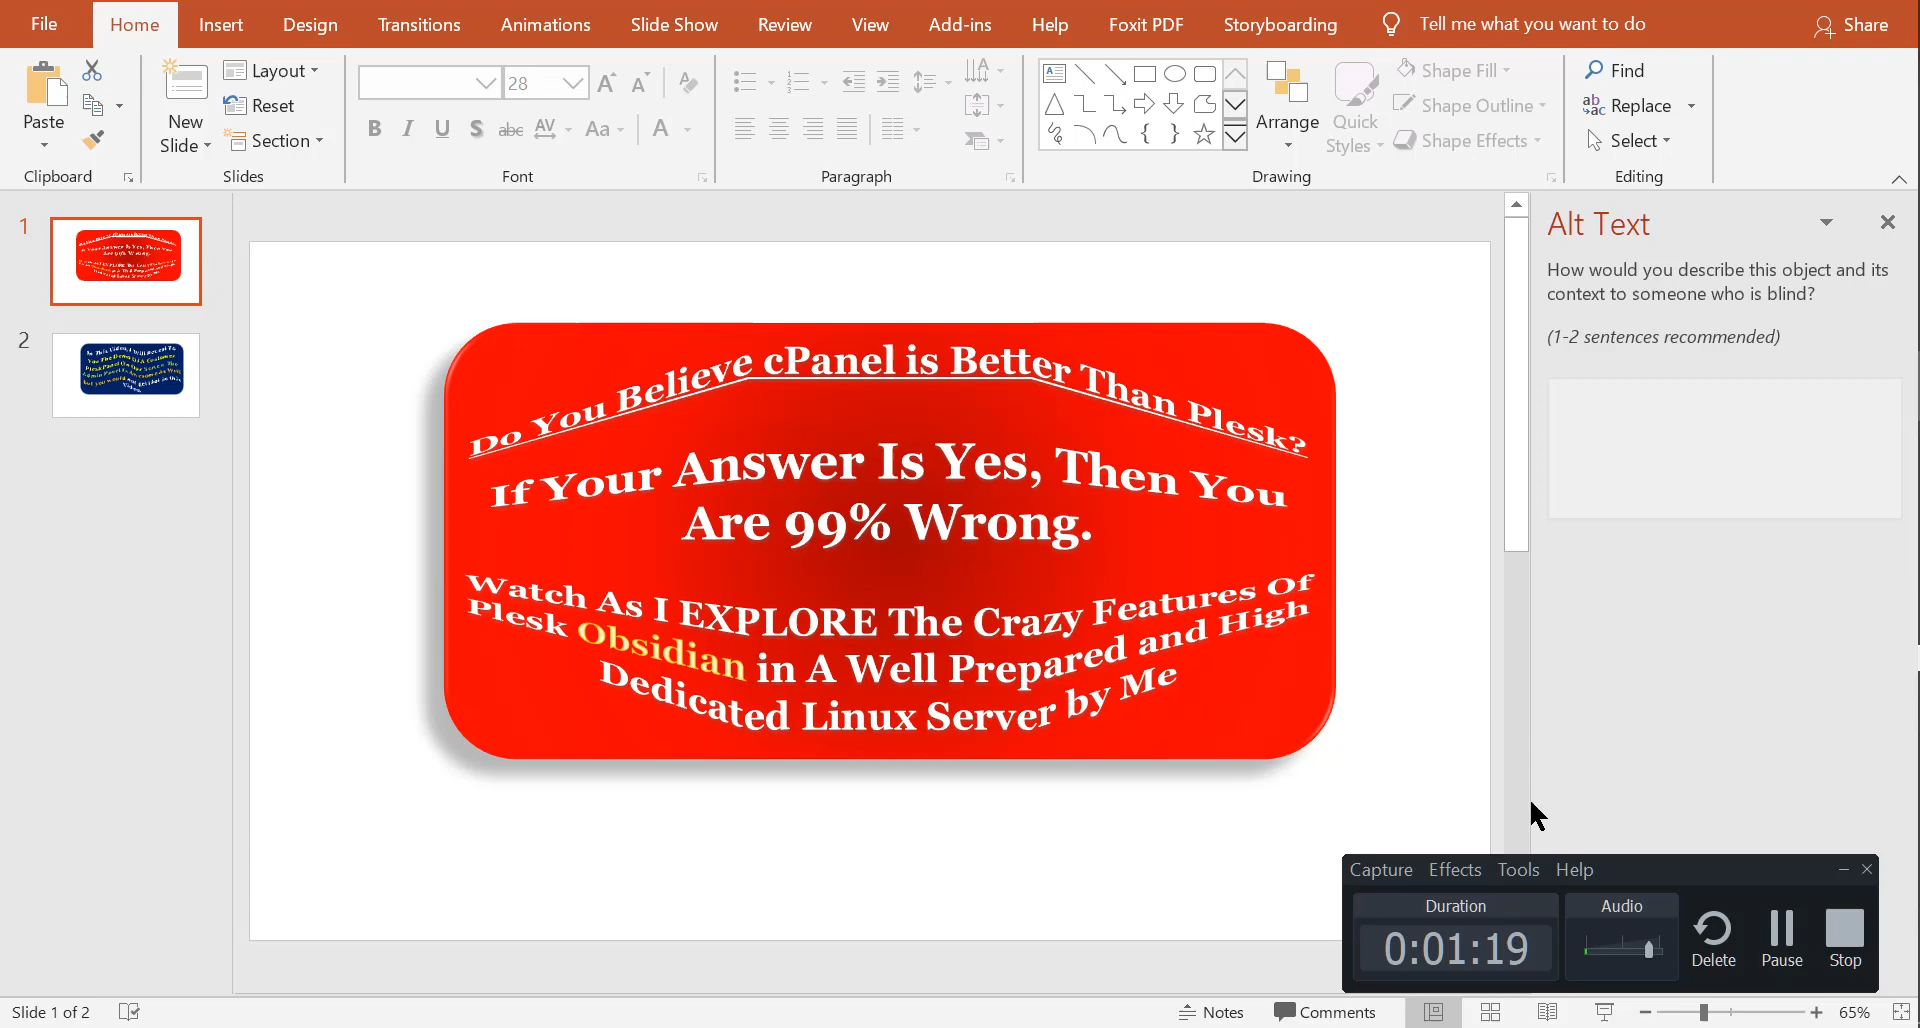 File Home Insert Design Transitions Animations Slide Show Review View Add-ins Help Foxit PDF Storyboarding Tell me what you want to do Share
Paste
Clipboard
New Slide
Layout
Reset
Section
Slides
28
B I U S abc AV Aa A
Font
Paragraph
Arrange
Quick Styles
Shape Fill
Shape Outline
Shape Effects
Drawing
Find
Replace
Select
Editing
1
2
Do You Believe cPanel is Better Than Plesk?
If Your Answer Is Yes, Then You
Are 99% Wrong.
Watch As I EXPLORE The Crazy Features Of
Plesk Obsidian in A Well Prepared and High
Dedicated Linux Server by Me
Alt Text
How would you describe this object and its
context to someone who is blind?
(1-2 sentences recommended)
Capture Effects Tools Help
Duration
0:01:19
Audio
Delete Pause Stop
Slide 1 of 2
Notes Comments 65%